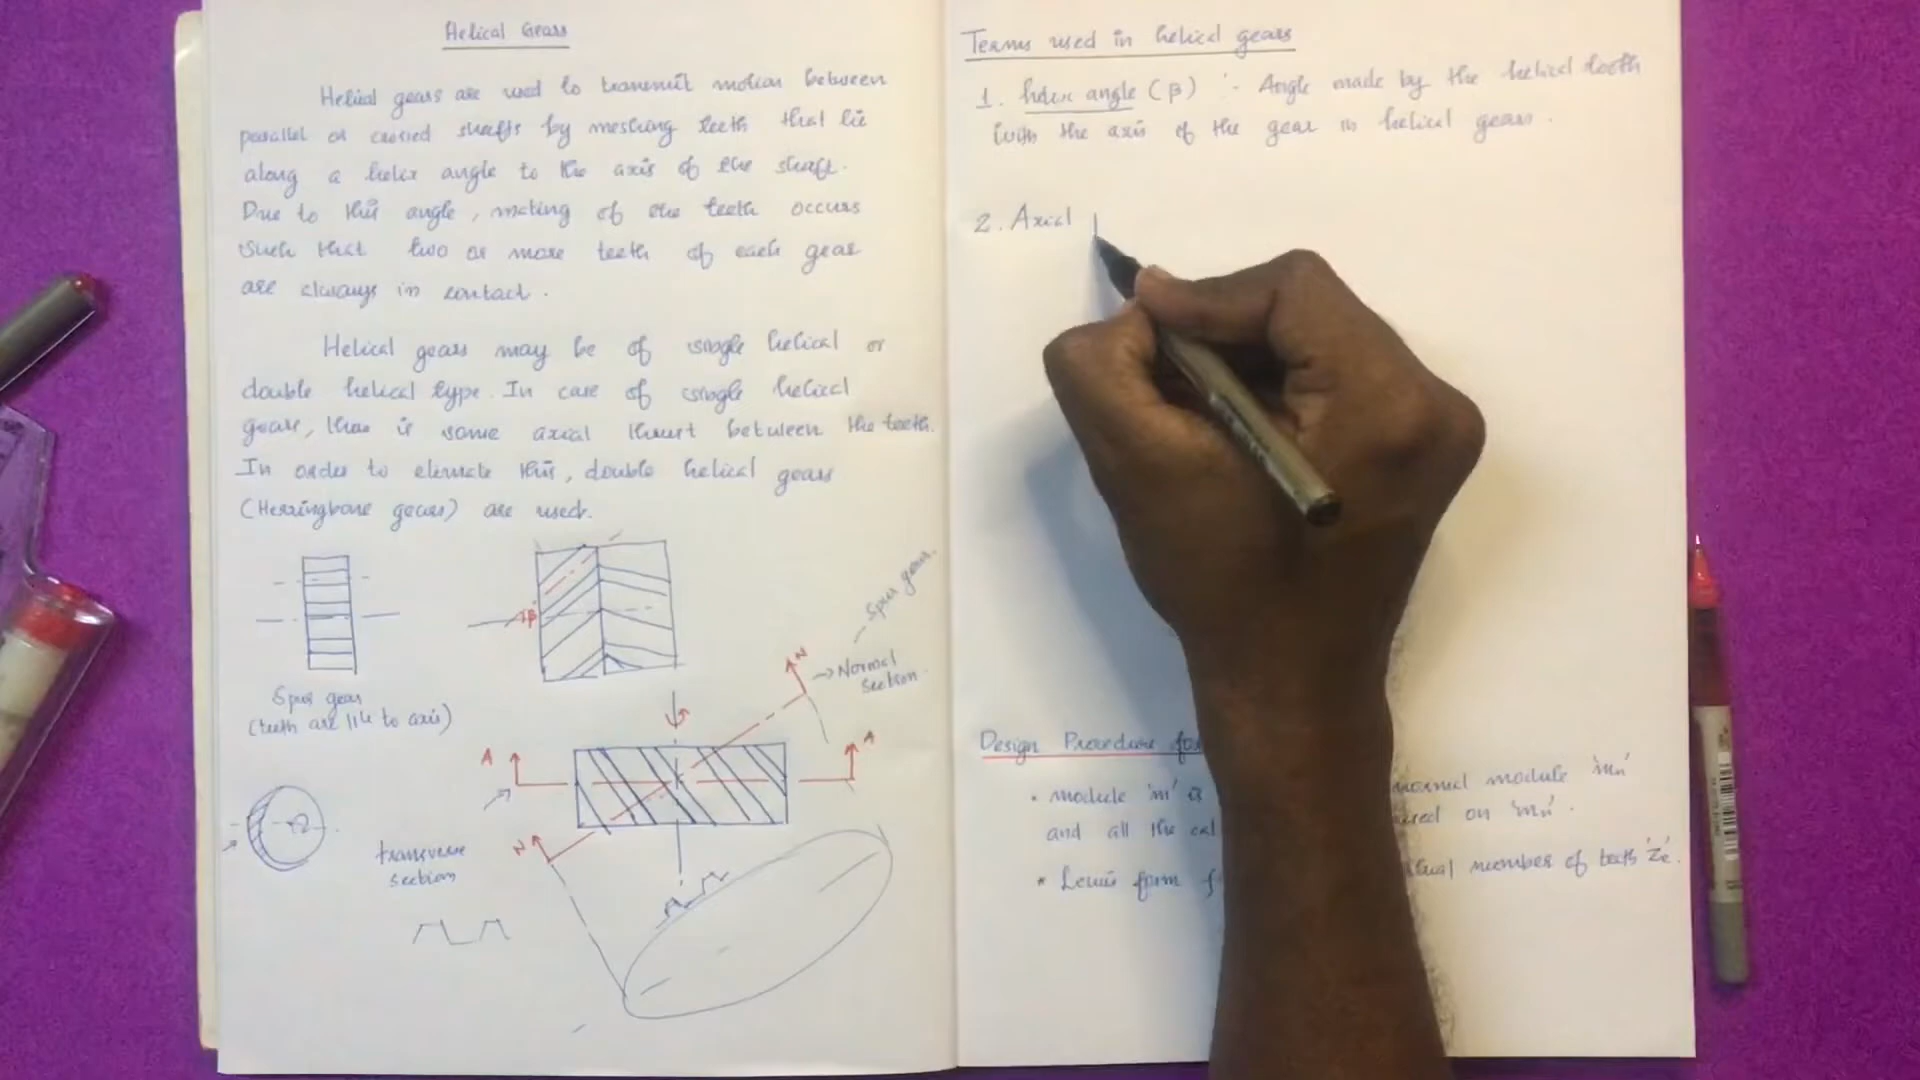 Helical Gears
Helical gears are used to transmit motion between
parallel or crossed shafts by meshing teeth that lie
along a helix angle to the axis of the shaft.
Due to this angle, mating of the teeth occurs
such that two or more teeth of each gear
are always in contact.
Helical gears may be of single helical or
double helical type. In case of single helical
gears, there is some axial thrust between the teeth.
In order to elemate this, double helical gears
(Herringbone gears) are used.
β
Spur gear
(teeth are lle to axis)
Spur gear.
N
→ Normal
section.
A
A
N
transverse
section
Terms used in helical gears
1. helix angle (β) :- Angle made by the helical teeth
with the axis of the gear in helical gears.
2. Axial
Design Procedure for
• module 'm' is normal module 'mn'
and all the cal on 'mn'.
* Lewis form number of teeth 'Ze'.